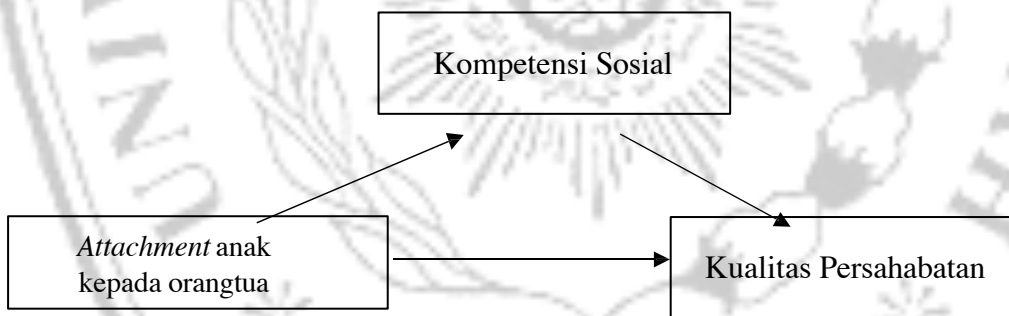 Kompetensi Sosial
Attachment anak
kepada orangtua
Kualitas Persahabatan